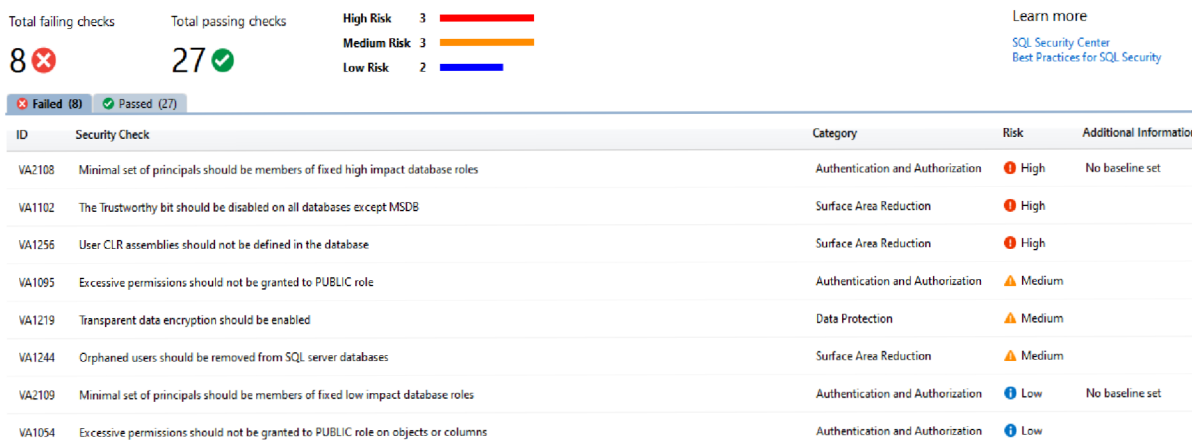 Total failing checks
8
Total passing checks
27
High Risk 3
Medium Risk 3
Low Risk 2
Learn more
SQL Security Center
Best Practices for SQL Security
Failed (8) Passed (27)
ID Security Check Category Risk Additional Information
VA2108 Minimal set of principals should be members of fixed high impact database roles Authentication and Authorization High No baseline set
VA1102 The Trustworthy bit should be disabled on all databases except MSDB Surface Area Reduction High
VA1256 User CLR assemblies should not be defined in the database Surface Area Reduction High
VA1095 Excessive permissions should not be granted to PUBLIC role Authentication and Authorization Medium
VA1219 Transparent data encryption should be enabled Data Protection Medium
VA1244 Orphaned users should be removed from SQL server databases Surface Area Reduction Medium
VA2109 Minimal set of principals should be members of fixed low impact database roles Authentication and Authorization Low No baseline set
VA1054 Excessive permissions should not be granted to PUBLIC role on objects or columns Authentication and Authorization Low